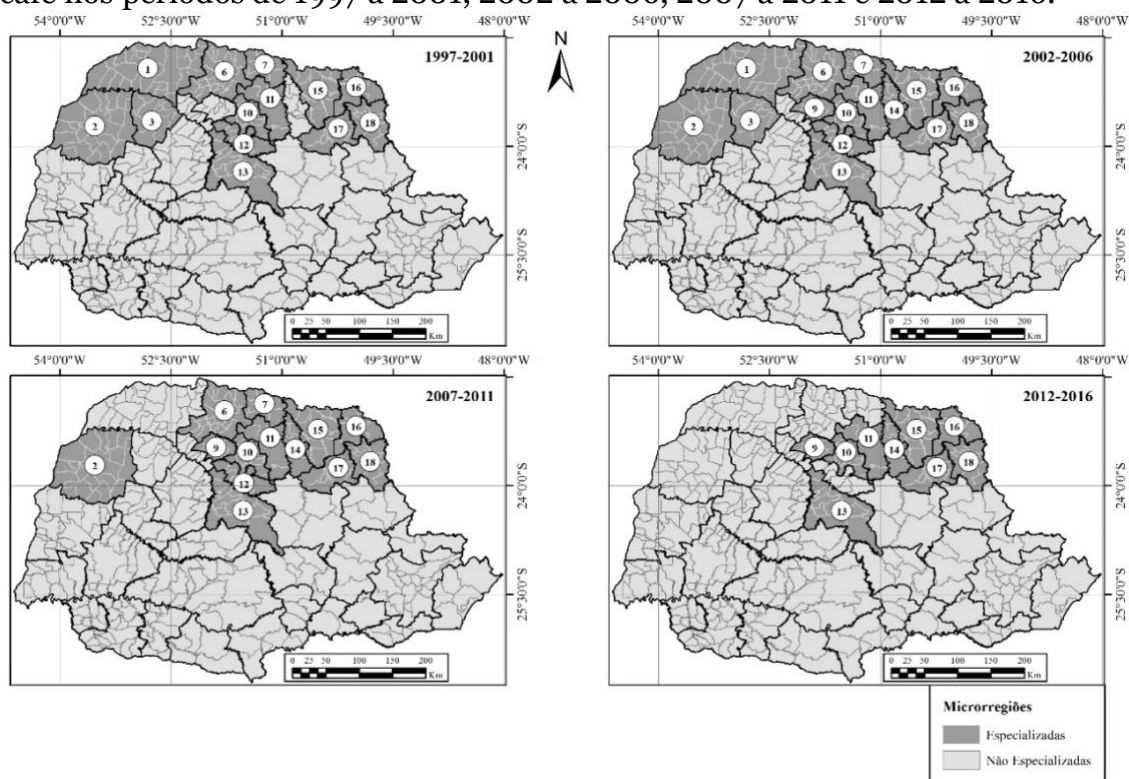 café nos períodos de 1997 a 2001, 2002 a 2006, 2007 a 2011 e 2012 a 2016.
54°0'0"W 52°30'0"W 51°0'0"W 49°30'0"W 48°0'0"W
1997-2001
1 6 7 11 15 16
2 3 10 17 18
12
13
24°0'0"S
25°30'0"S
0 25 50 100 150 200
Km
N
54°0'0"W 52°30'0"W 51°0'0"W 49°30'0"W 48°0'0"W
2002-2006
1 6 7 11 15 16
2 3 9 10 14 17 18
12
13
24°0'0"S
25°30'0"S
0 25 50 100 150 200
Km
54°0'0"W 52°30'0"W 51°0'0"W 49°30'0"W 48°0'0"W
2007-2011
6 7 11 15 16
2 9 10 14 17 18
12
13
24°0'0"S
25°30'0"S
0 25 50 100 150 200
Km
54°0'0"W 52°30'0"W 51°0'0"W 49°30'0"W 48°0'0"W
2012-2016
11 15 16
9 10 14 17 18
13
24°0'0"S
25°30'0"S
0 25 50 100 150 200
Km
Microrregiões
Especializadas
Não Especializadas